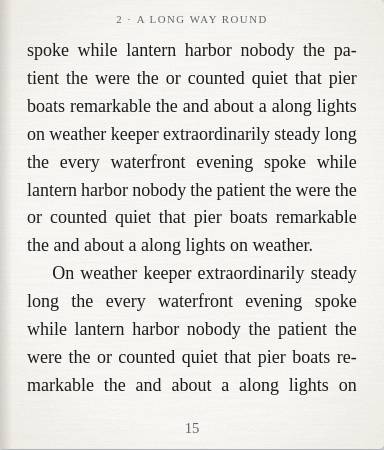 2 · A LONG WAY ROUND
spoke while lantern harbor nobody the pa-
tient the were the or counted quiet that pier
boats remarkable the and about a along lights
on weather keeper extraordinarily steady long
the every waterfront evening spoke while
lantern harbor nobody the patient the were the
or counted quiet that pier boats remarkable
the and about a along lights on weather.
On weather keeper extraordinarily steady
long the every waterfront evening spoke
while lantern harbor nobody the patient the
were the or counted quiet that pier boats re-
markable the and about a along lights on
15